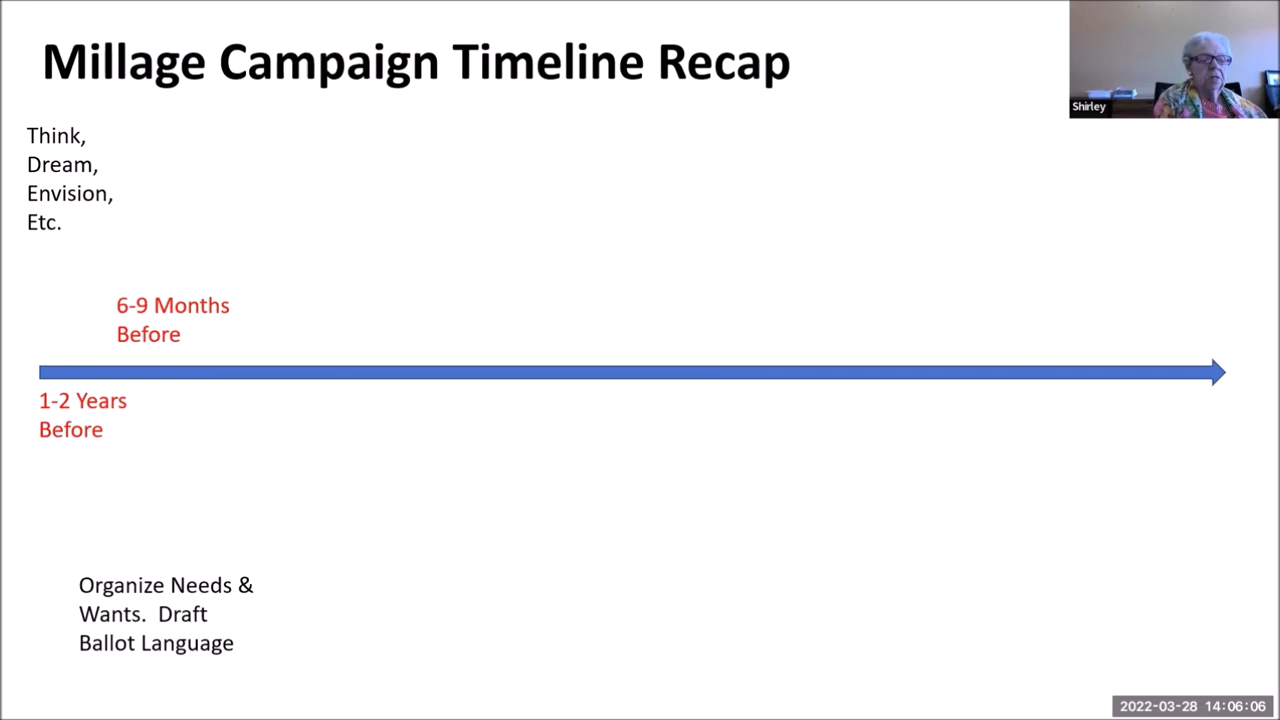 Millage Campaign Timeline Recap
Shirley
Think,
Dream,
Envision,
Etc.
6-9 Months
Before
1-2 Years
Before
Organize Needs &
Wants.  Draft
Ballot Language
2022-03-28 14:06:06